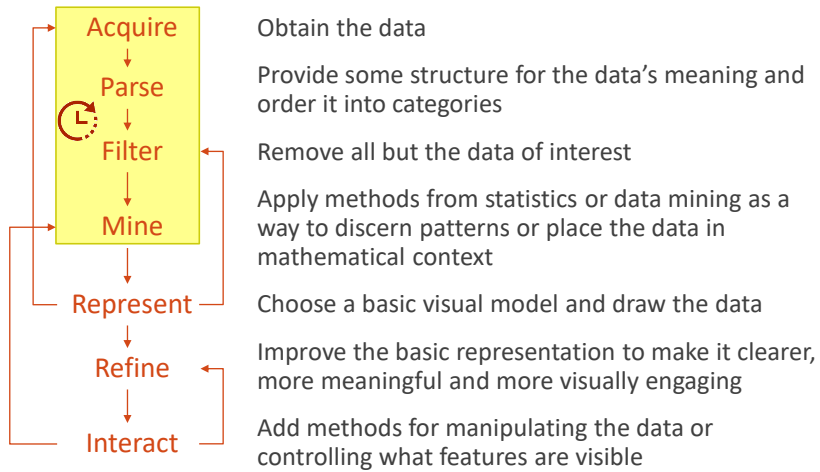 Acquire
Obtain the data
Parse
Provide some structure for the data's meaning and
order it into categories
Filter
Remove all but the data of interest
Mine
Apply methods from statistics or data mining as a
way to discern patterns or place the data in
mathematical context
Represent
Choose a basic visual model and draw the data
Refine
Improve the basic representation to make it clearer,
more meaningful and more visually engaging
Interact
Add methods for manipulating the data or
controlling what features are visible